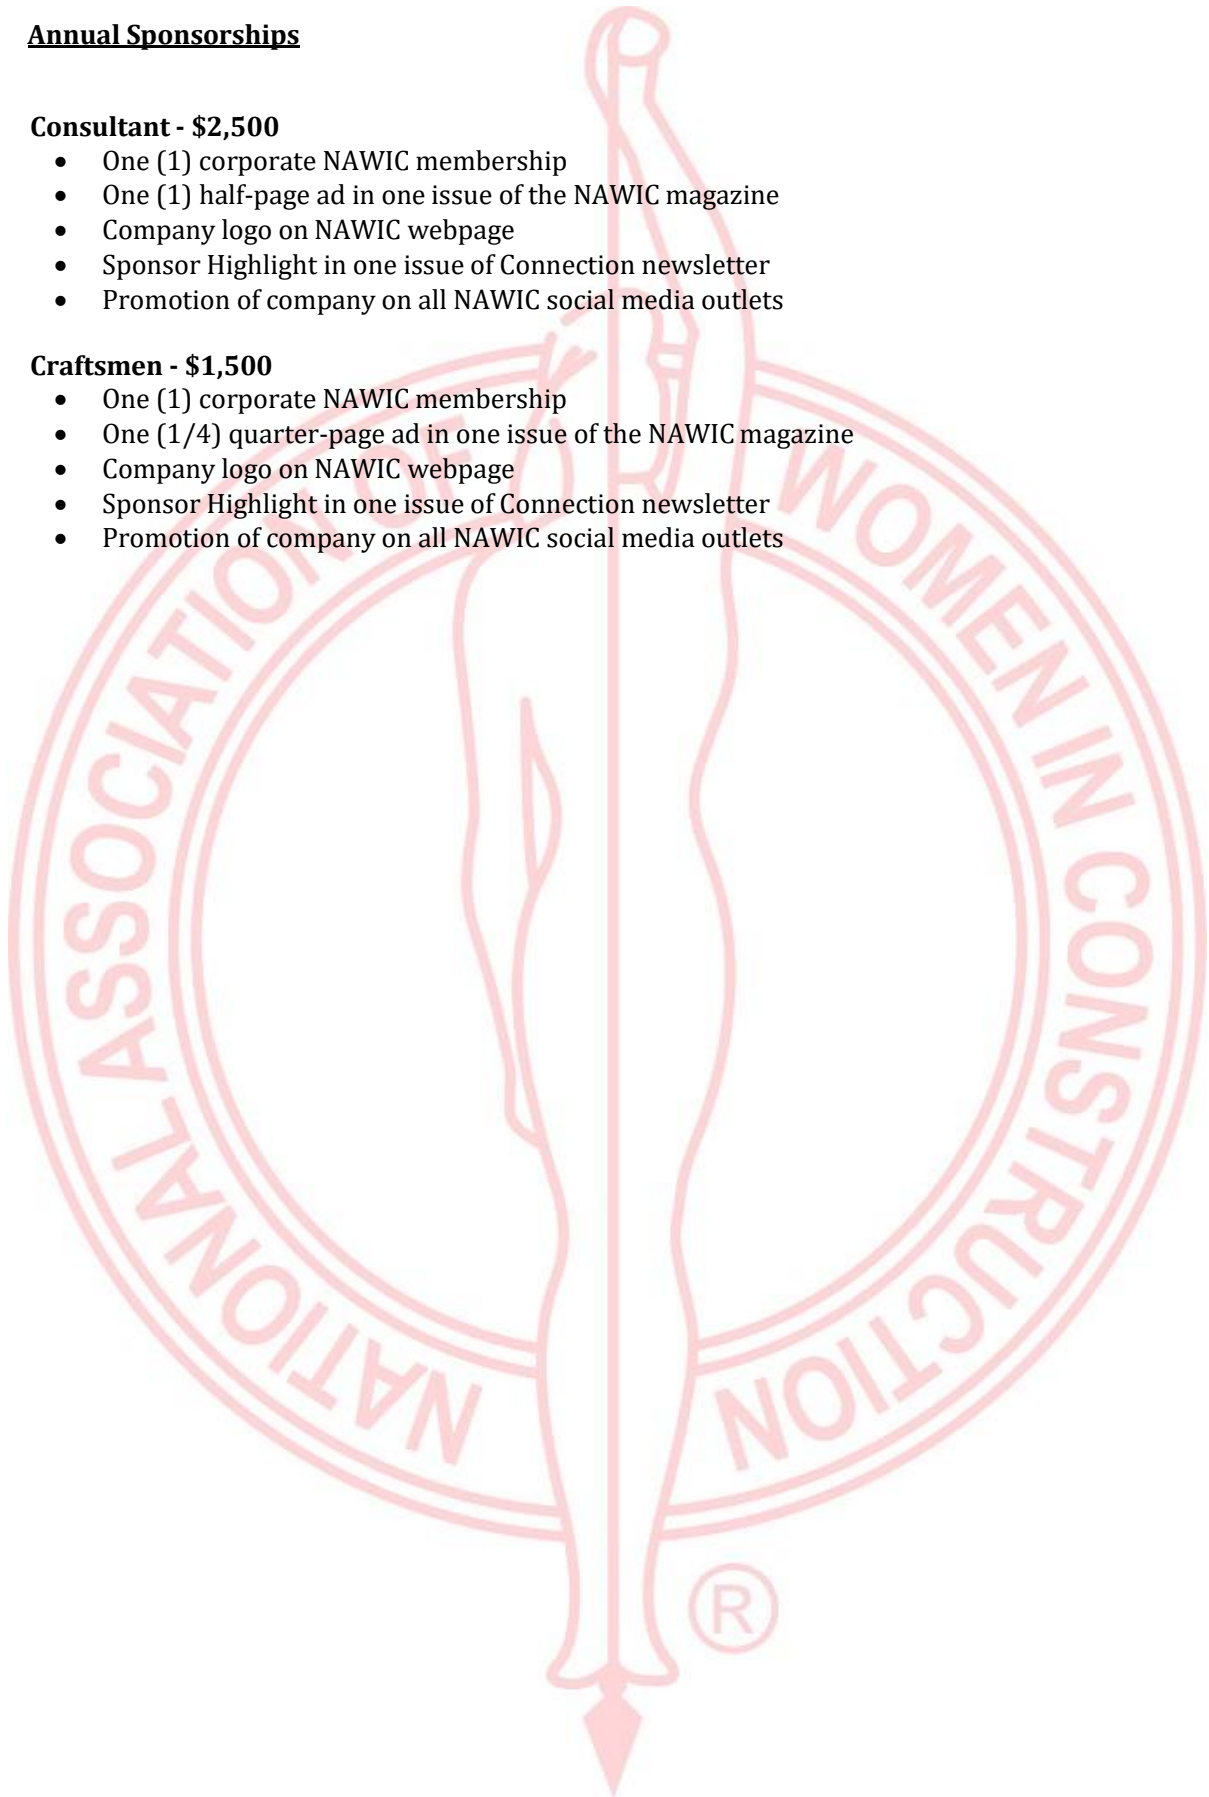 Annual Sponsorships
Consultant - $2,500
• One (1) corporate NAWIC membership
• One (1) half-page ad in one issue of the NAWIC magazine
• Company logo on NAWIC webpage
• Sponsor Highlight in one issue of Connection newsletter
• Promotion of company on all NAWIC social media outlets
Craftsmen - $1,500
• One (1) corporate NAWIC membership
• One (1/4) quarter-page ad in one issue of the NAWIC magazine
• Company logo on NAWIC webpage
• Sponsor Highlight in one issue of Connection newsletter
• Promotion of company on all NAWIC social media outlets
NATIONAL ASSOCIATION OF WOMEN IN CONSTRUCTION
®